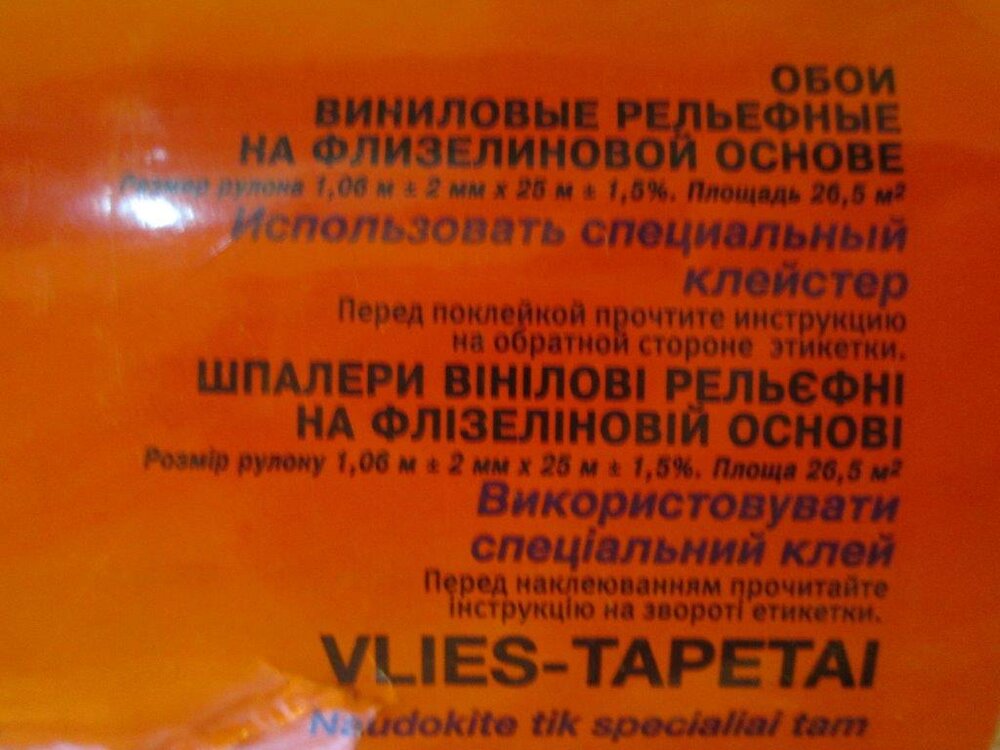 ОБОИ
ВИНИЛОВЫЕ РЕЛЬЕФНЫЕ
НА ФЛИЗЕЛИНОВОЙ ОСНОВЕ
Размер рулона 1,06 м ± 2 мм x 25 м ± 1,5%. Площадь 26,5 м²
Использовать специальный
клейстер
Перед поклейкой прочтите инструкцию
на обратной стороне этикетки.
ШПАЛЕРИ ВІНІЛОВІ РЕЛЬЄФНІ
НА ФЛІЗЕЛІНОВІЙ ОСНОВІ
Розмір рулону 1,06 м ± 2 мм x 25 м ± 1,5%. Площа 26,5 м²
Використовувати
спеціальний клей
Перед наклеюванням прочитайте
інструкцію на звороті етикетки.
VLIES-TAPETAI
Naudokite tik specialiai tam